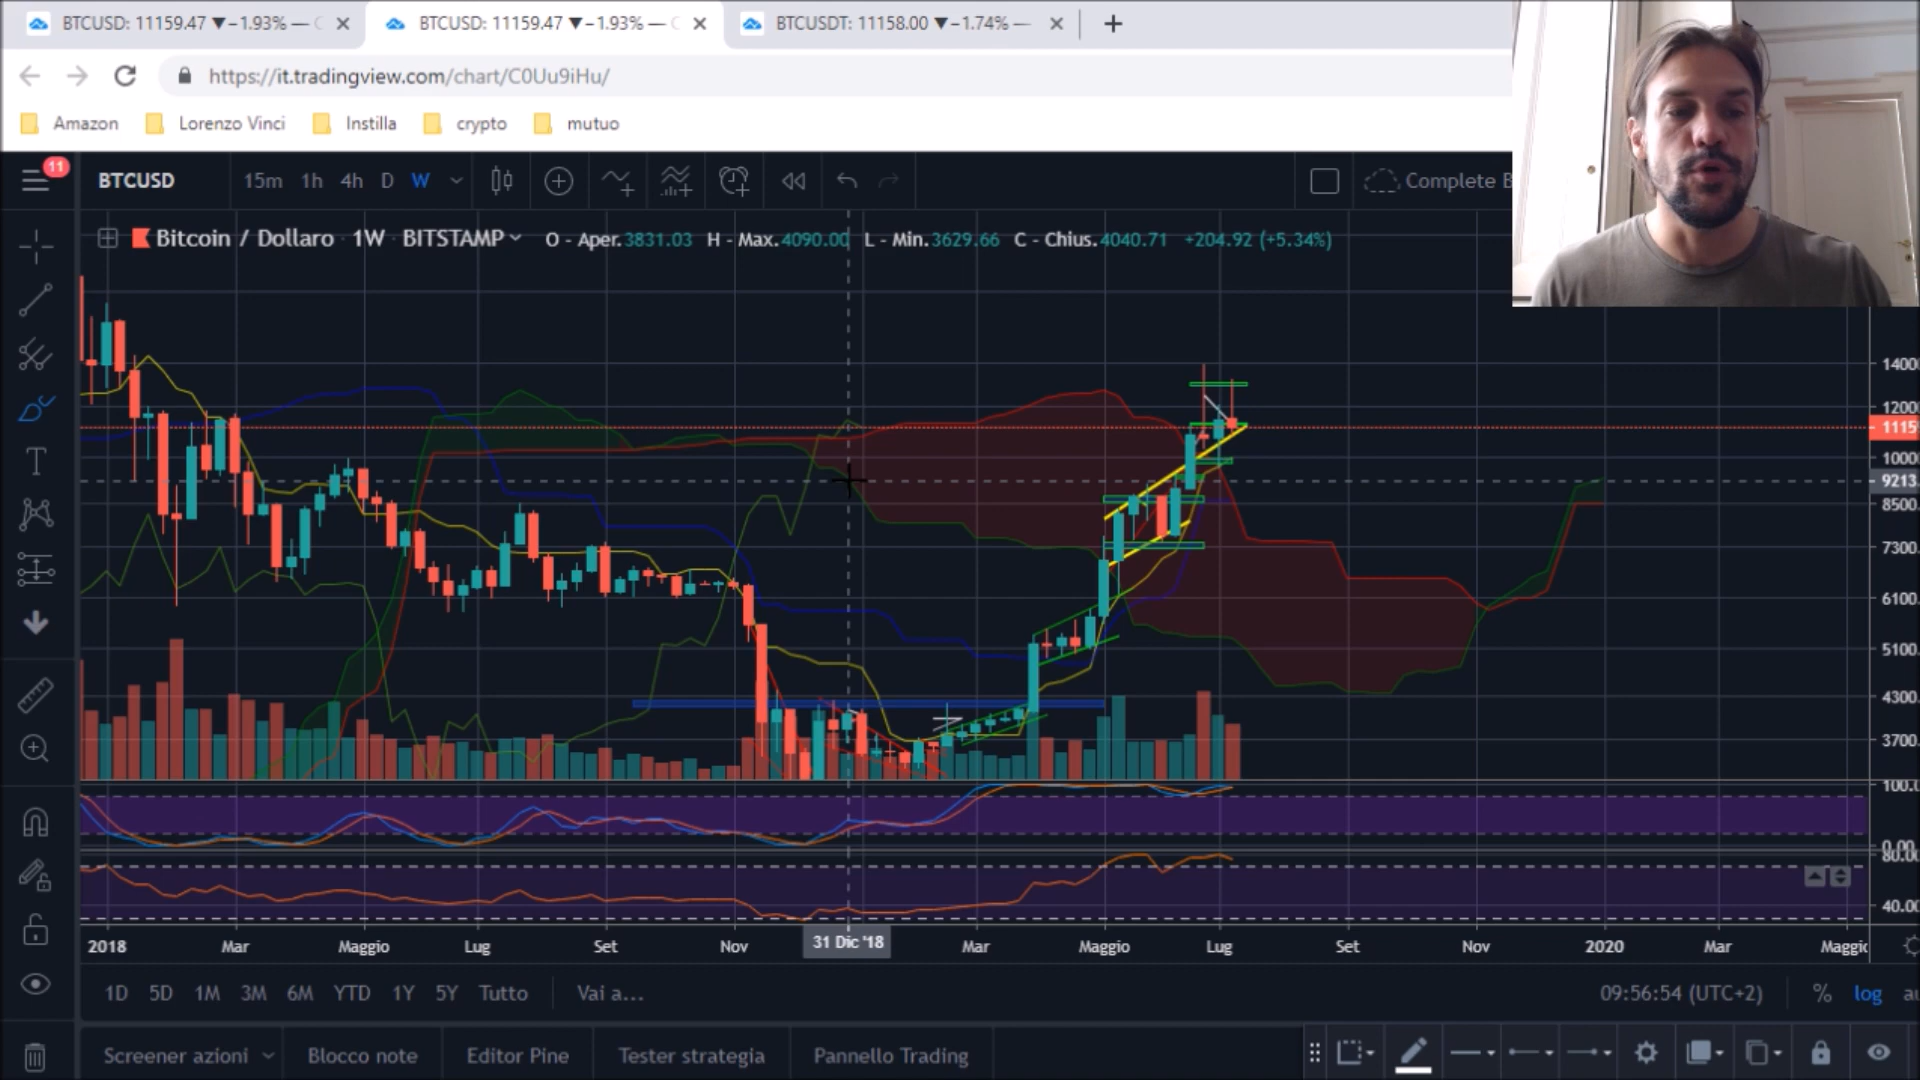 BTCUSD: 11159.47 ▼−1.93% —
BTCUSD: 11159.47 ▼−1.93% —
BTCUSDT: 11158.00 ▼−1.74% —
https://it.tradingview.com/chart/C0Uu9iHu/
Amazon
Lorenzo Vinci
Instilla
crypto
mutuo
11
BTCUSD
15m 1h 4h D W
Complete B
Bitcoin / Dollaro 1W BITSTAMP
O - Aper.3831.03 H - Max.4090.00 L - Min.3629.66 C - Chius.4040.71 +204.92 (+5.34%)
1400
1200
1115
1000
9213.
8500.
7300.
6100.
5100.
4300.
3700.
100.0
0.00
80.00
40.00
2018 Mar Maggio Lug Set Nov 31 Dic '18 Mar Maggio Lug Set Nov 2020 Mar Maggio
1D 5D 1M 3M 6M YTD 1Y 5Y Tutto Vai a...
09:56:54 (UTC+2) % log au
Screener azioni
Blocco note
Editor Pine
Tester strategia
Pannello Trading